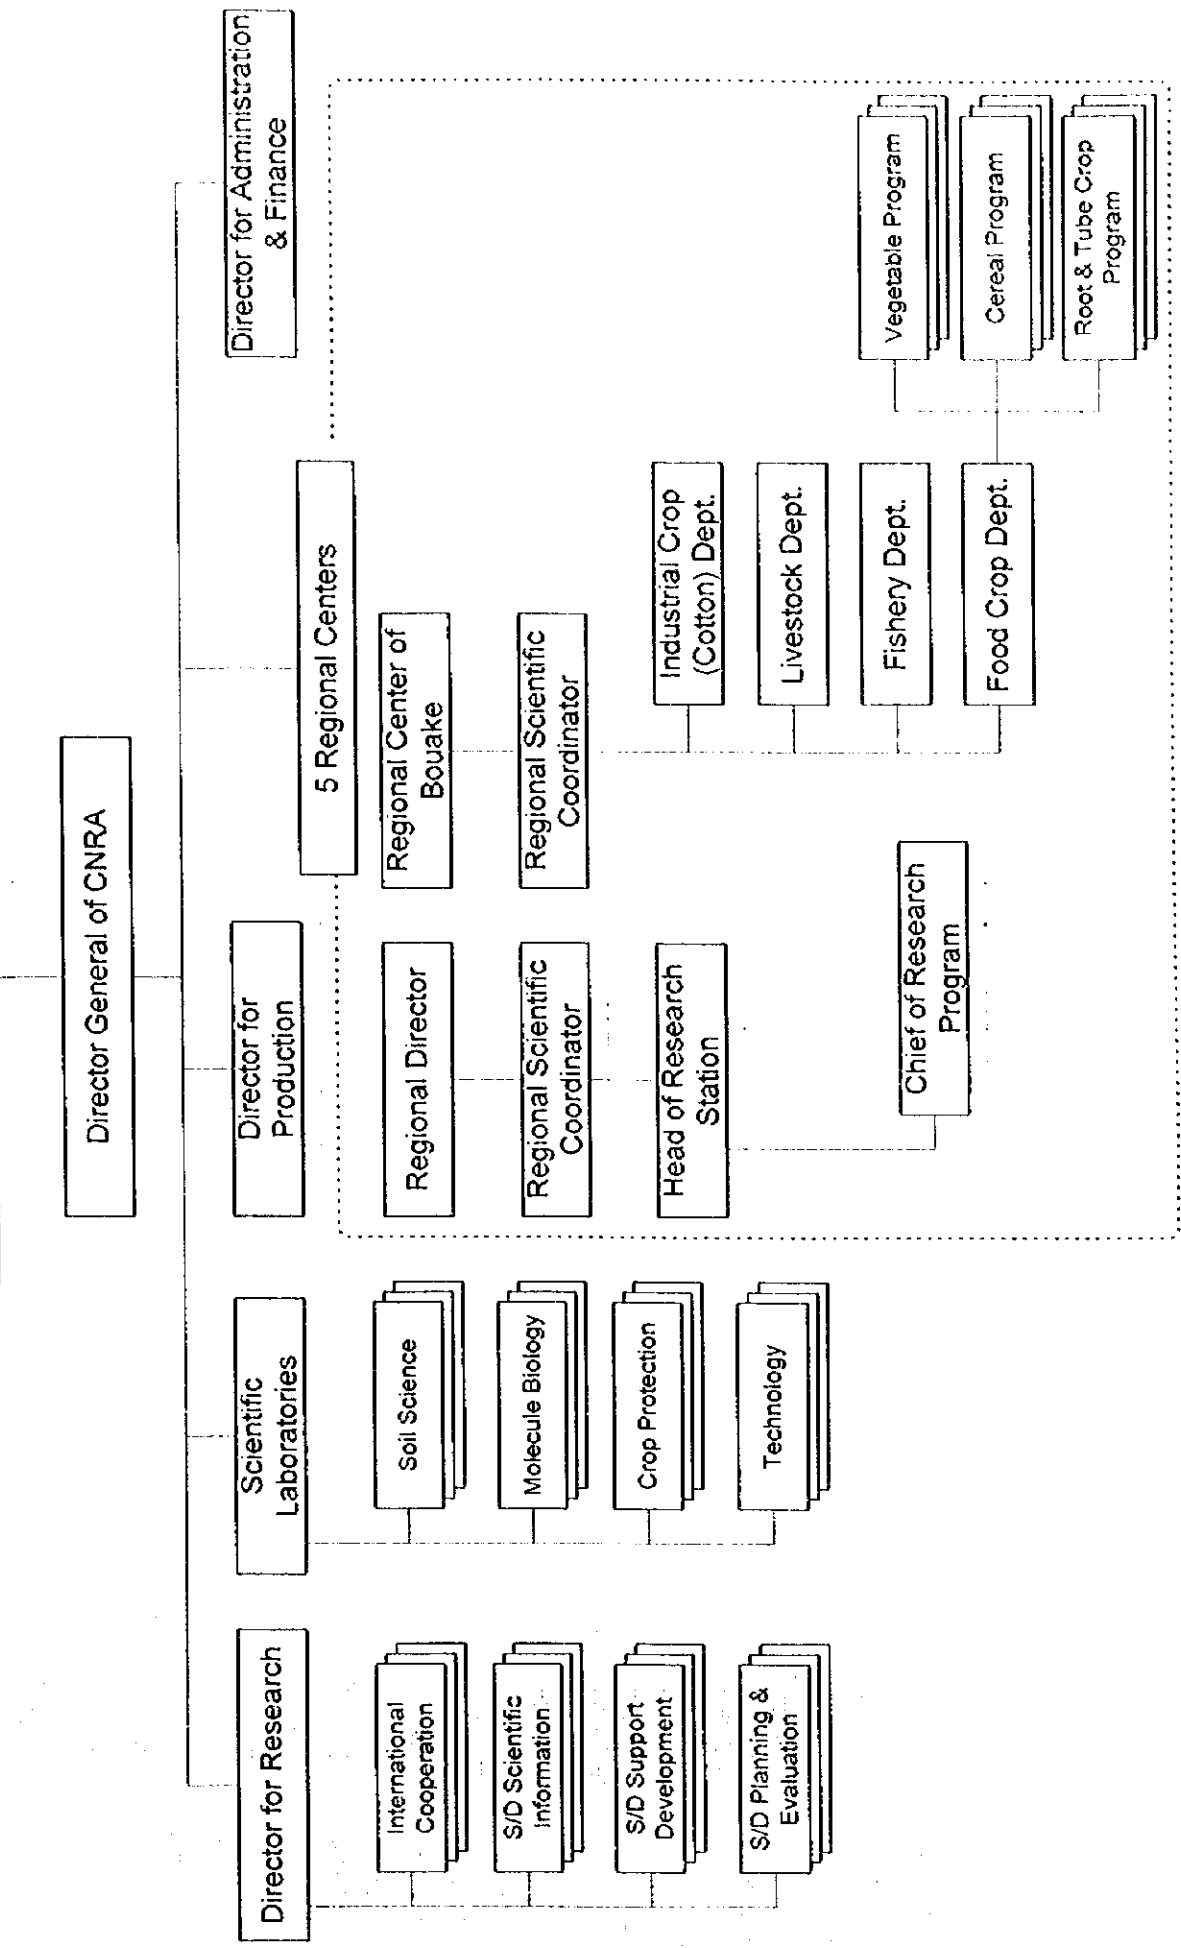 Director General of CNRA
Director for Research
Scientific
Laboratories
Director for
Production
5 Regional Centers
Director for Administration
& Finance
International
Cooperation
S/D Scientific
Information
S/D Support
Development
S/D Planning &
Evaluation
Soil Science
Molecule Biology
Crop Protection
Technology
Regional Director
Regional Scientific
Coordinator
Head of Research
Station
Chief of Research
Program
Regional Center of
Bouake
Regional Scientific
Coordinator
Industrial Crop
(Cotton) Dept.
Livestock Dept.
Fishery Dept.
Food Crop Dept.
Vegetable Program
Cereal Program
Root & Tube Crop
Program